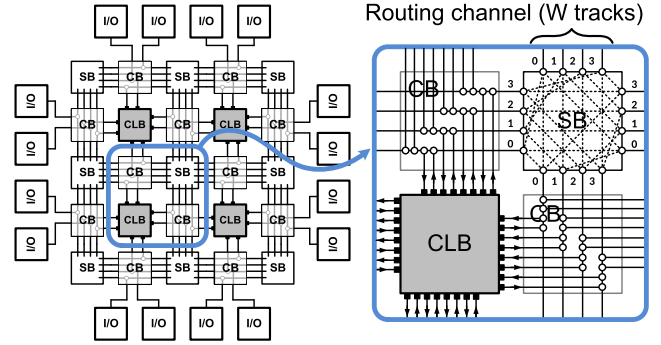 I/O I/O I/O I/O
Routing channel (W tracks)
SB CB SB CB SB
I/O I/O
CB CLB CB CLB CB
I/O I/O
SB CB SB CB SB
I/O I/O
CB CLB CB CLB CB
I/O I/O
SB CB SB CB SB
I/O I/O I/O I/O
0 1 2 3
CB
3 3
2 2
SB
1 1
0 0
0 1 2 3
CB
CLB